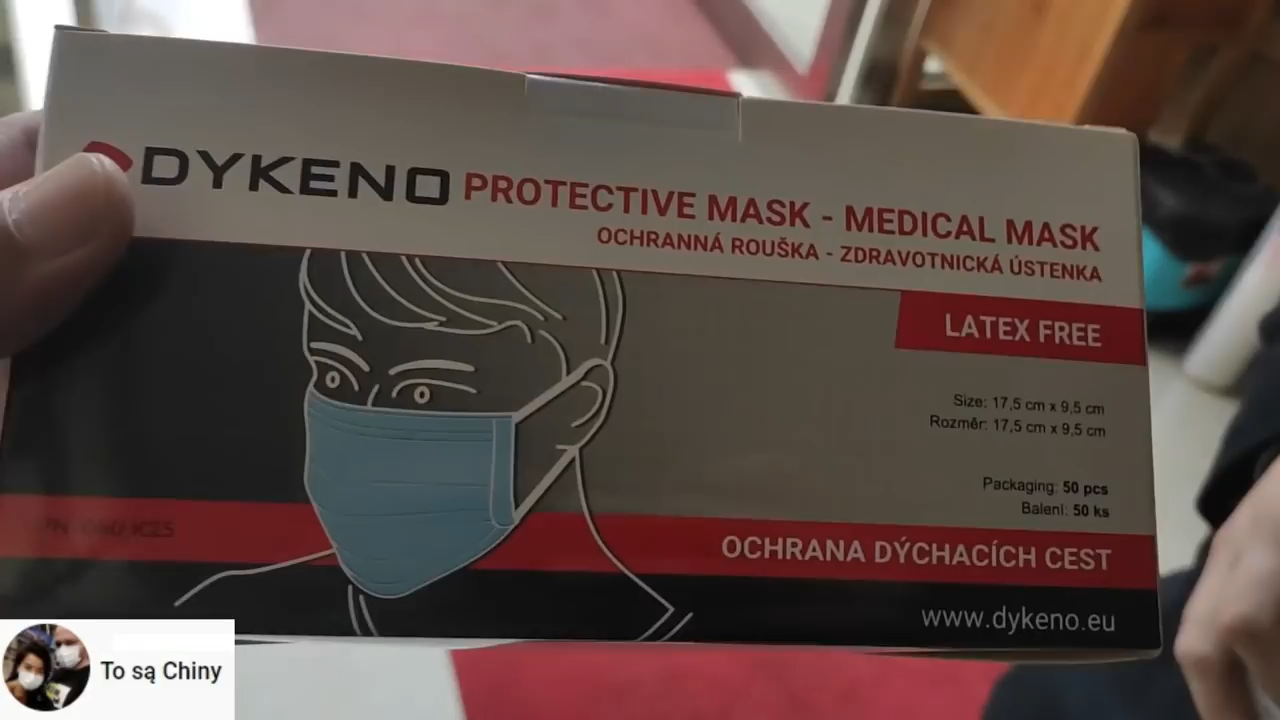 DYKENO PROTECTIVE MASK - MEDICAL MASK
OCHRANNÁ ROUŠKA - ZDRAVOTNICKÁ ÚSTENKA
LATEX FREE
Size: 17,5 cm x 9,5 cm
Rozměr: 17,5 cm x 9,5 cm
Packaging: 50 pcs
Balení: 50 ks
OCHRANA DÝCHACÍCH CEST
www.dykeno.eu
To są Chiny